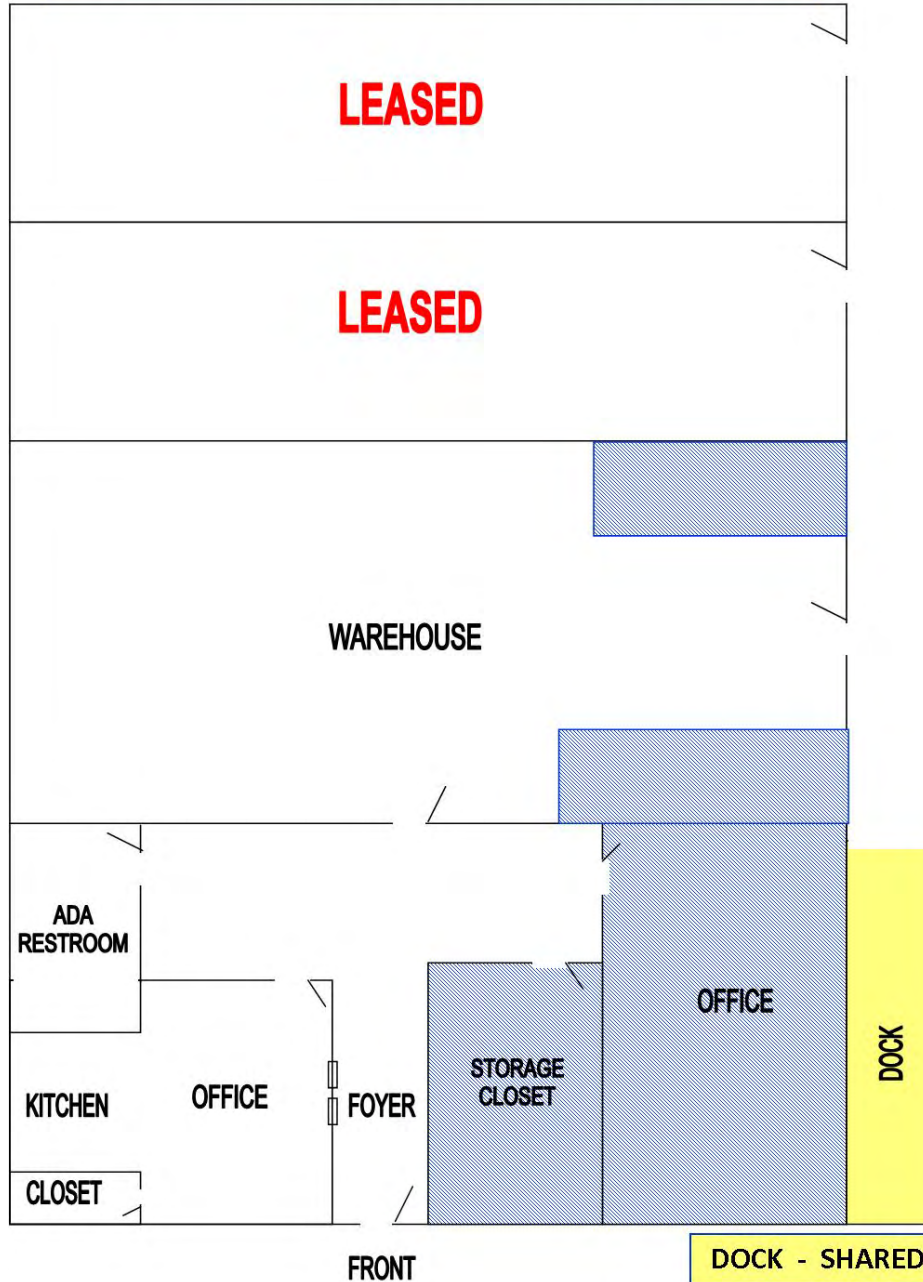 LEASED
LEASED
WAREHOUSE
ADA
RESTROOM
OFFICE
STORAGE
CLOSET
DOCK
KITCHEN
OFFICE
FOYER
CLOSET
FRONT
DOCK - SHARED